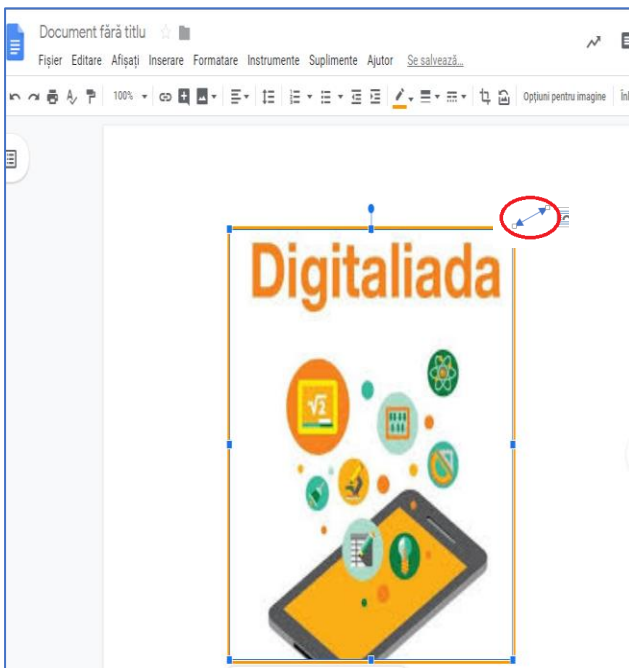 Document fără titlu
Fișier Editare Afișați Inserare Formatare Instrumente Suplimente Ajutor Se salvează...
100% Opțiuni pentru imagine
Digitaliada
√2